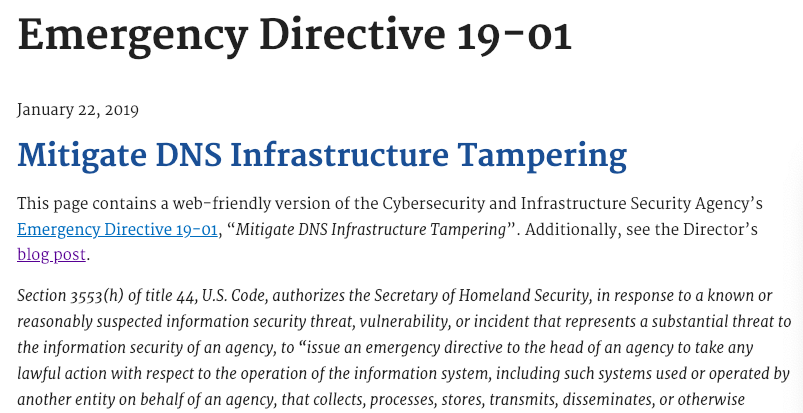 Emergency Directive 19-01
January 22, 2019
Mitigate DNS Infrastructure Tampering
This page contains a web-friendly version of the Cybersecurity and Infrastructure Security Agency’s
Emergency Directive 19-01, “Mitigate DNS Infrastructure Tampering”. Additionally, see the Director’s
blog post.
Section 3553(h) of title 44, U.S. Code, authorizes the Secretary of Homeland Security, in response to a known or
reasonably suspected information security threat, vulnerability, or incident that represents a substantial threat to
the information security of an agency, to “issue an emergency directive to the head of an agency to take any
lawful action with respect to the operation of the information system, including such systems used or operated by
another entity on behalf of an agency, that collects, processes, stores, transmits, disseminates, or otherwise